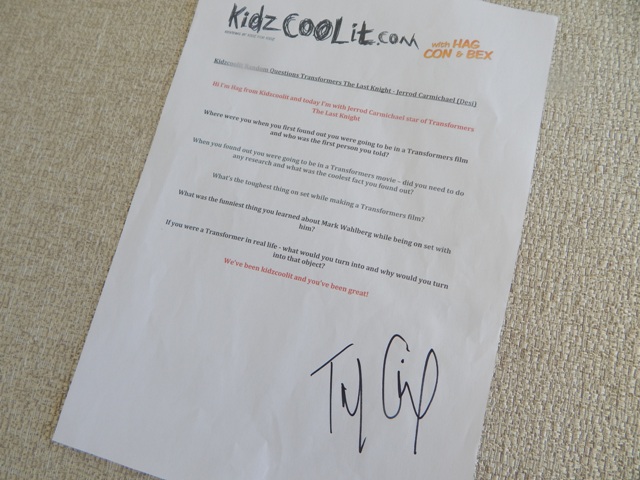 Kidz COOLit.com
with HAG
CON & BEX
Random Questions Transformers The Last Knight - Jerrod Carmichael (Desi)
Hi I'm Hag from Kidzcoolit and today I'm with Jerrod Carmichael star of Transformers
The Last Knight
Where were you when you first found out you were going to be in a Transformers film
and who was the first person you told?
When you found out you were going to be in a Transformers movie – did you need to do
any research and what was the coolest fact you found out?
What's the toughest thing on set while making a Transformers film?
What was the funniest thing you learned about Mark Wahlberg while being on set with
him?
If you were a Transformer in real life - what would you turn into and why would you turn
into that object?
We've been kidzcoolit and you've been great!